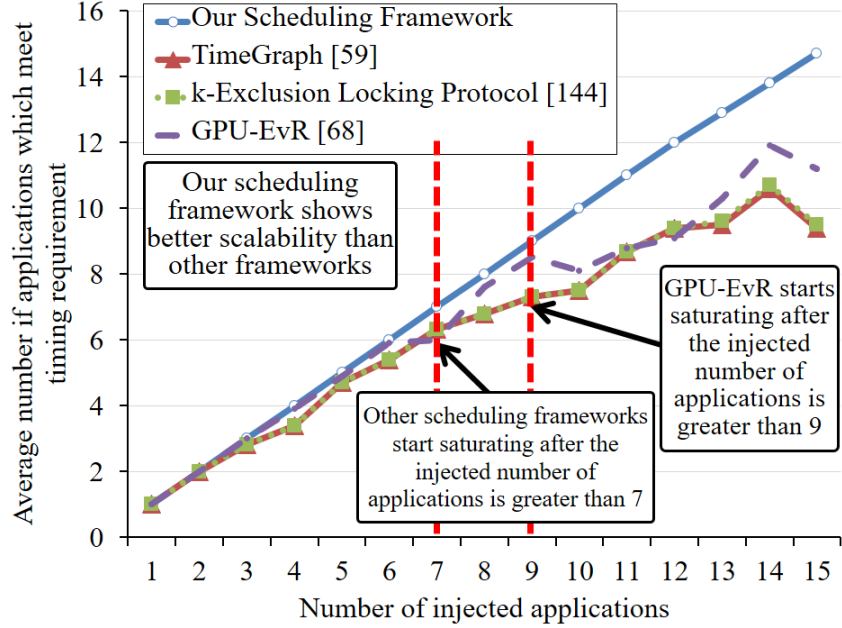 Our Scheduling Framework
TimeGraph [59]
k-Exclusion Locking Protocol [144]
GPU-EvR [68]
Our scheduling
framework shows
better scalability than
other frameworks
GPU-EvR starts
saturating after
the injected
number of
applications is
greater than 9
Other scheduling frameworks
start saturating after the
injected number of
applications is greater than 7
Average number if applications which meet
timing requirement
16
14
12
10
8
6
4
2
0
1 2 3 4 5 6 7 8 9 10 11 12 13 14 15
Number of injected applications